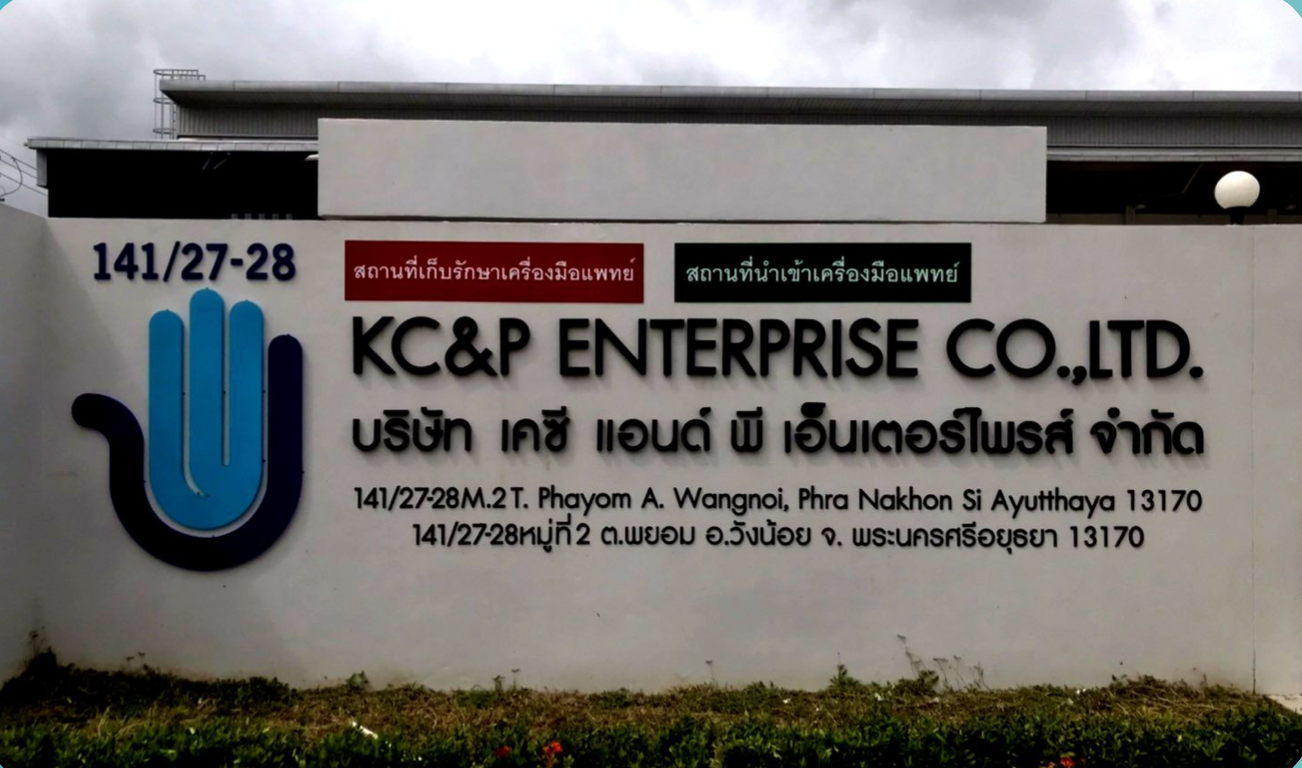 141/27-28
สถานที่เก็บรักษาเครื่องมือแพทย์
สถานที่นำเข้าเครื่องมือแพทย์
KC&P ENTERPRISE CO.,LTD.
บริษัท เคซี แอนด์ พี เอ็นเตอร์ไพรส์ จำกัด
141/27-28M.2 T. Phayom A. Wangnoi, Phra Nakhon Si Ayutthaya 13170
141/27-28หมู่ที่ 2 ต.พยอม อ.วังน้อย จ. พระนครศรีอยุธยา 13170